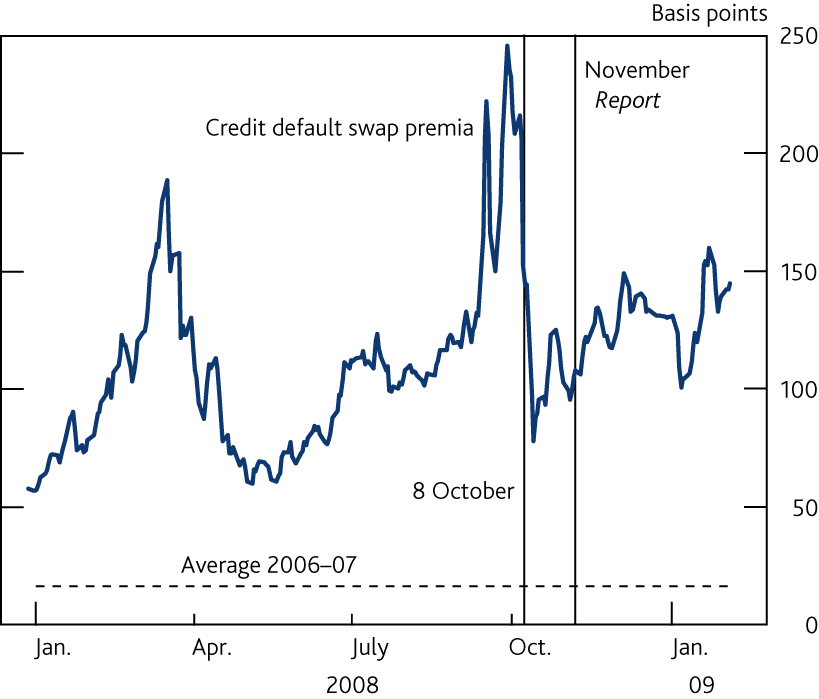 Basis points
250
November
Report
Credit default swap premia
200
150
100
8 October
50
Average 2006–07
0
Jan.
Apr.
July
Oct.
Jan.
2008
09